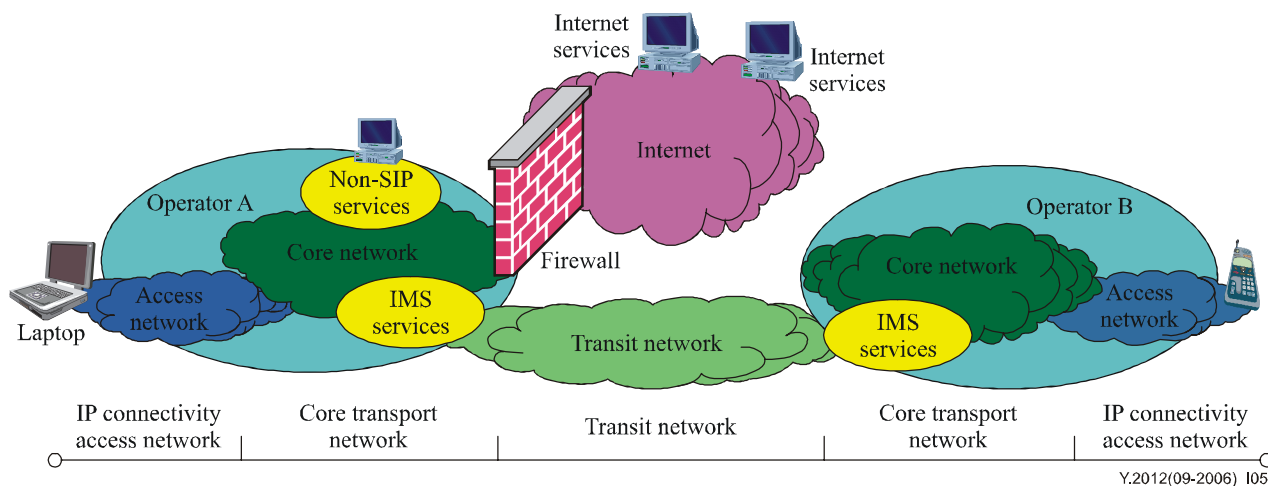 Internet
services
Internet
services
Internet
Non-SIP
services
Operator A
Core network
Firewall
Operator B
Core network
Access
network
IMS
services
Laptop
Transit network
IMS
services
Access
network
IP connectivity
access network
Core transport
network
Transit network
Core transport
network
IP connectivity
access network
Y.2012(09-2006) I05